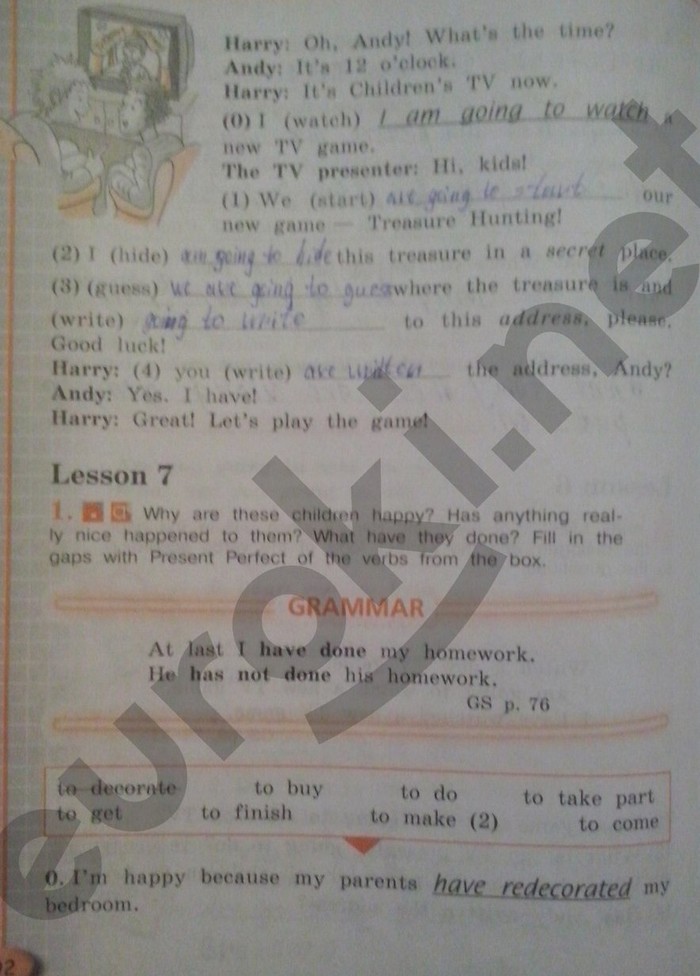 Harry: Oh, Andy! What's the time?
Andy: It's 12 o'clock.
Harry: It's Children's TV now.
(0) I (watch) I am going to watch a
new TV game.
The TV presenter: Hi, kids!
(1) We (start) are going to start our
new game — Treasure Hunting!
(2) I (hide) am going to hide this treasure in a secret place.
(3) (guess) we are going to guess where the treasure is and
(write) going to write to this address, please.
Good luck!
Harry: (4) you (write) are written the address, Andy?
Andy: Yes. I have!
Harry: Great! Let's play the game!
Lesson 7
1. Why are these children happy? Has anything real-
ly nice happened to them? What have they done? Fill in the
gaps with Present Perfect of the verbs from the box.
GRAMMAR
At last I have done my homework.
He has not done his homework.
GS p. 76
to decorate to buy to do to take part
to get to finish to make (2) to come
0. I'm happy because my parents have redecorated my
bedroom.
2
euroki.net